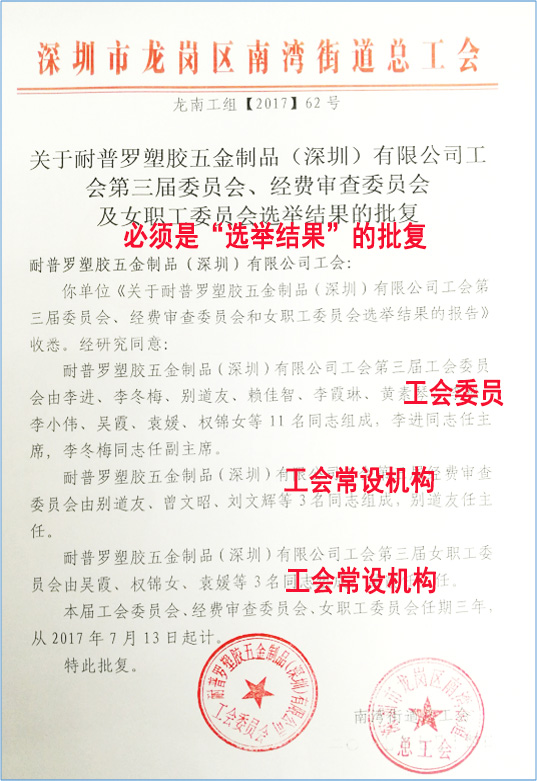 深圳市龙岗区南湾街道总工会
龙南工组【2017】62号
关于耐普罗塑胶五金制品（深圳）有限公司工
会第三届委员会、经费审查委员会
及女职工委员会选举结果的批复
必须是“选举结果”的批复
耐普罗塑胶五金制品（深圳）有限公司工会：
你单位《关于耐普罗塑胶五金制品（深圳）有限公司工会第
三届委员会、经费审查委员会和女职工委员会选举结果的报告》
收悉。经研究同意：
耐普罗塑胶五金制品（深圳）有限公司工会第三届工会委员
会由李进、李冬梅、别道友、赖佳智、李霞琳、黄素
工会委员
李小伟、吴霞、袁媛、权锦女等11名同志组成，李进同志任主
席，李冬梅同志任副主席。
耐普罗塑胶五金制品（深圳）有限 经费审查
工会常设机构
委员会由别道友、曾文昭、刘文辉等3名同志组成，别道友任主
任。
耐普罗塑胶五金制品（深圳）有限公司工会第三届女职工委
员会由吴霞、权锦女、袁媛等3名同志 任。
工会常设机构
本届工会委员会、经费审查委员会、女职工委员会任期三年，
从2017年7月13日起计。
特此批复。
耐普罗塑胶五金制品(深圳)有限公司
工会委员会
南湾街道 工会
深圳市龙岗区南湾街道
总工会